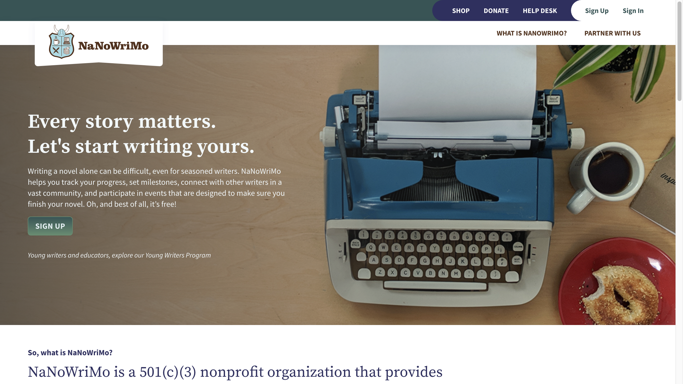 SHOP DONATE HELP DESK Sign Up Sign In
NaNoWriMo
WHAT IS NANOWRIMO? PARTNER WITH US
Every story matters.
Let's start writing yours.
Writing a novel alone can be difficult, even for seasoned writers. NaNoWriMo
helps you track your progress, set milestones, connect with other writers in a
vast community, and participate in events that are designed to make sure you
finish your novel. Oh, and best of all, it's free!
SIGN UP
Young writers and educators, explore our Young Writers Program
So, what is NaNoWriMo?
NaNoWriMo is a 501(c)(3) nonprofit organization that provides